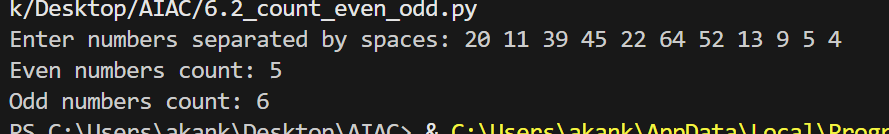 k/Desktop/AIAC/6.2_count_even_odd.py
Enter numbers separated by spaces: 20 11 39 45 22 64 52 13 9 5 4
Even numbers count: 5
Odd numbers count: 6
PS C:\Users\akank\Desktop\AIAC> & C:\Users\akank\AppData\Local\Progr